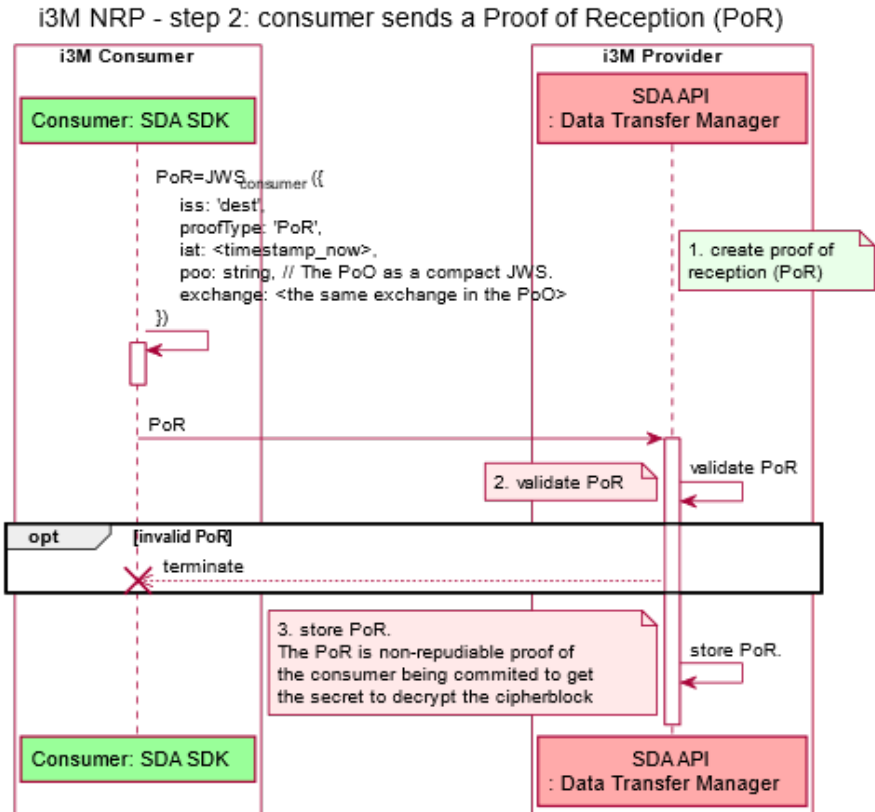 i3M NRP - step 2: consumer sends a Proof of Reception (PoR)
i3M Consumer
i3M Provider
Consumer: SDA SDK
SDA API
: Data Transfer Manager
PoR=JWSconsumer ({
iss: 'dest',
proofType: 'PoR',
iat: <timestamp_now>,
poo: string, // The PoO as a compact JWS.
exchange: <the same exchange in the PoO>
})
1. create proof of
reception (PoR)
PoR
2. validate PoR
validate PoR
opt
[invalid PoR]
terminate
3. store PoR.
The PoR is non-repudiable proof of
the consumer being commited to get
the secret to decrypt the cipherblock
store PoR.
Consumer: SDA SDK
SDA API
: Data Transfer Manager